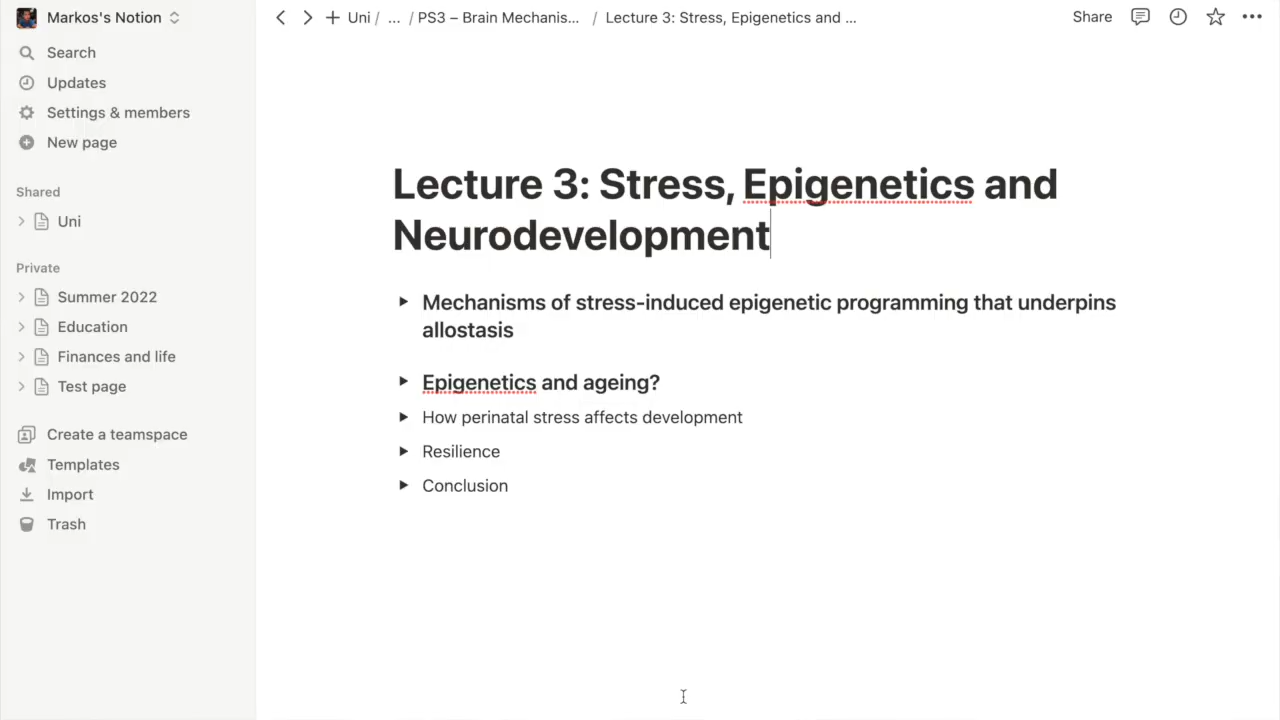 Markos's Notion
Search
Updates
Settings & members
New page
Shared
Uni
Private
Summer 2022
Education
Finances and life
Test page
Create a teamspace
Templates
Import
Trash
Uni / ... / PS3 – Brain Mechanis... / Lecture 3: Stress, Epigenetics and ...
Share
Lecture 3: Stress, Epigenetics and
Neurodevelopment
Mechanisms of stress-induced epigenetic programming that underpins
allostasis
Epigenetics and ageing?
How perinatal stress affects development
Resilience
Conclusion